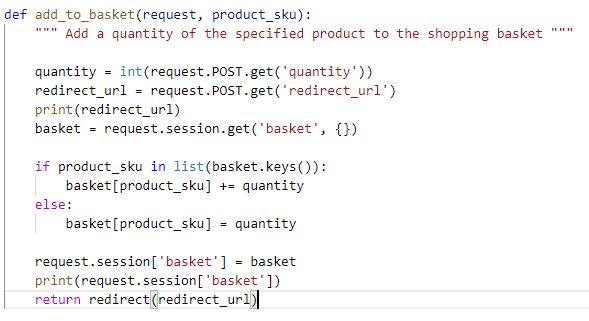 def add_to_basket(request, product_sku):
    """ Add a quantity of the specified product to the shopping basket """

    quantity = int(request.POST.get('quantity'))
    redirect_url = request.POST.get('redirect_url')
    print(redirect_url)
    basket = request.session.get('basket', {})

    if product_sku in list(basket.keys()):
        basket[product_sku] += quantity
    else:
        basket[product_sku] = quantity

    request.session['basket'] = basket
    print(request.session['basket'])
    return redirect(redirect_url)